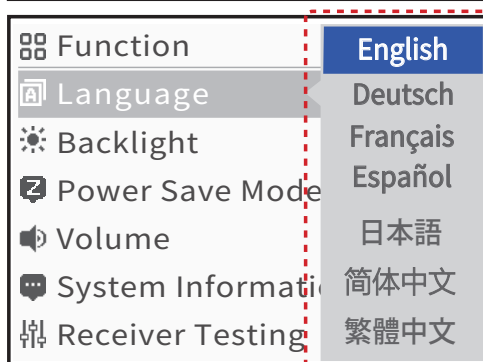 Function
Language
Backlight
Power Save Mode
Volume
System Informati
Receiver Testing
English
Deutsch
Français
Español
日本語
简体中文
繁體中文